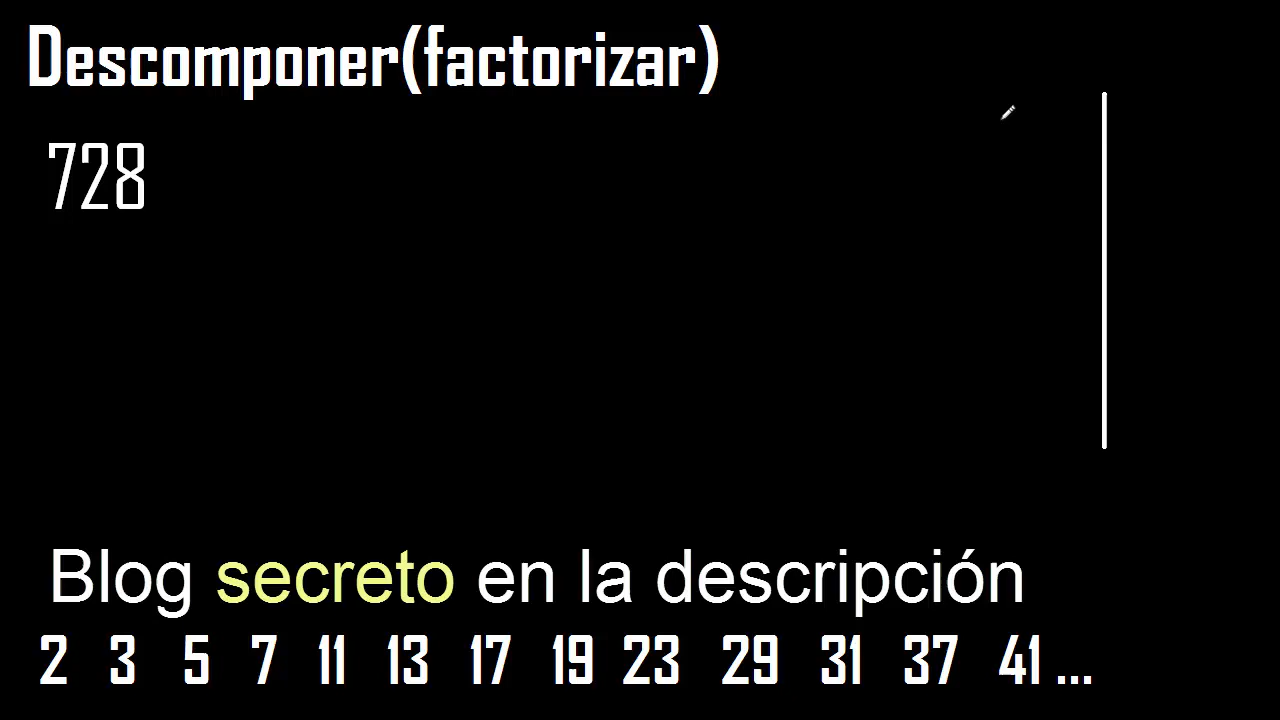 Descomponer(factorizar)
728
Blog secreto en la descripción
2 3 5 7 11 13 17 19 23 29 31 37 41 ...